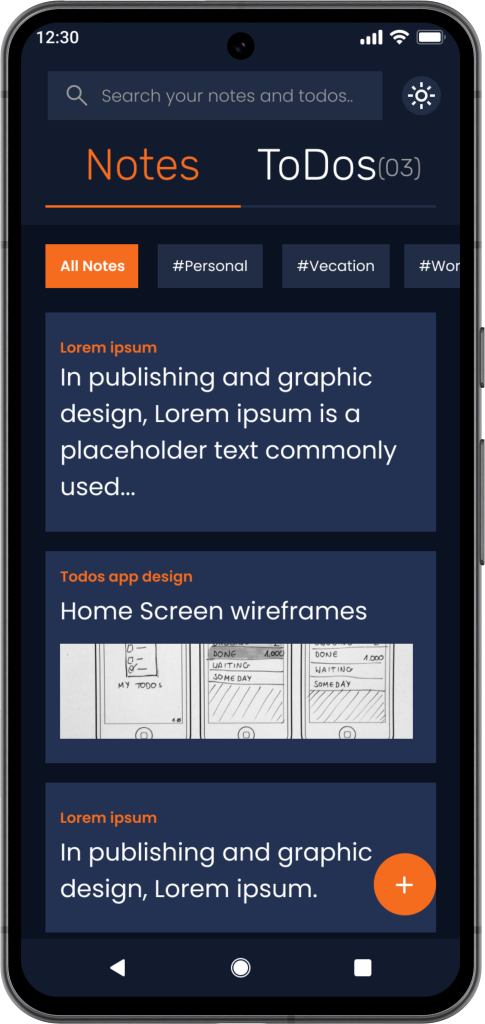 12:30
Search your notes and todos..
Notes ToDos(03)
All Notes #Personal #Vecation #Wor
Lorem ipsum
In publishing and graphic
design, Lorem ipsum is a
placeholder text commonly
used...
Todos app design
Home Screen wireframes
DONE 1.000 DONE 1.000
WAITING WAITING
MY TODOS SOMEDAY SOMEDAY
Lorem ipsum
In publishing and graphic
design, Lorem ipsum.